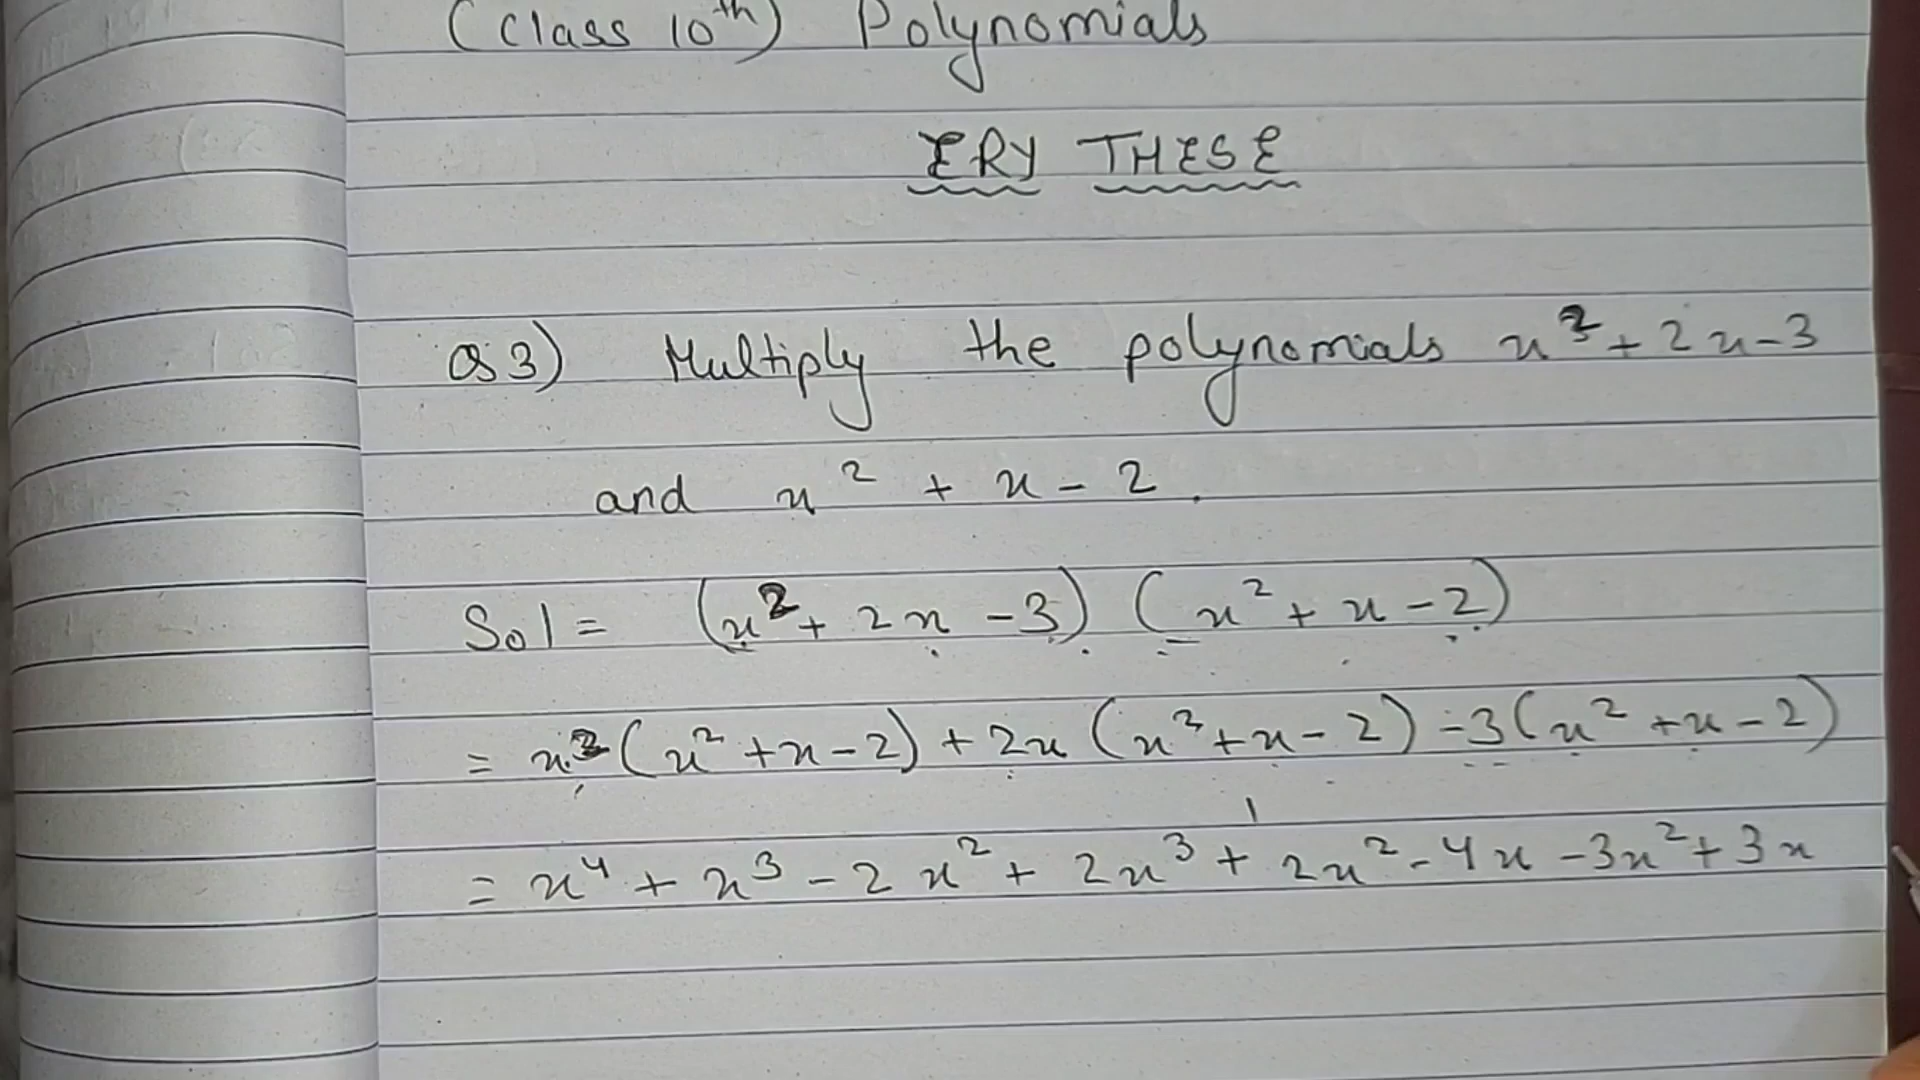 (Class 10th) Polynomials
TRY THESE
Q3) Multiply the polynomials x² + 2x - 3
and x² + x - 2.
Sol = (x² + 2x - 3) (x² + x - 2)
= x² (x² + x - 2) + 2x (x² + x - 2) - 3 (x² + x - 2)
= x⁴ + x³ - 2x² + 2x³ + 2x² - 4x - 3x² + 3x